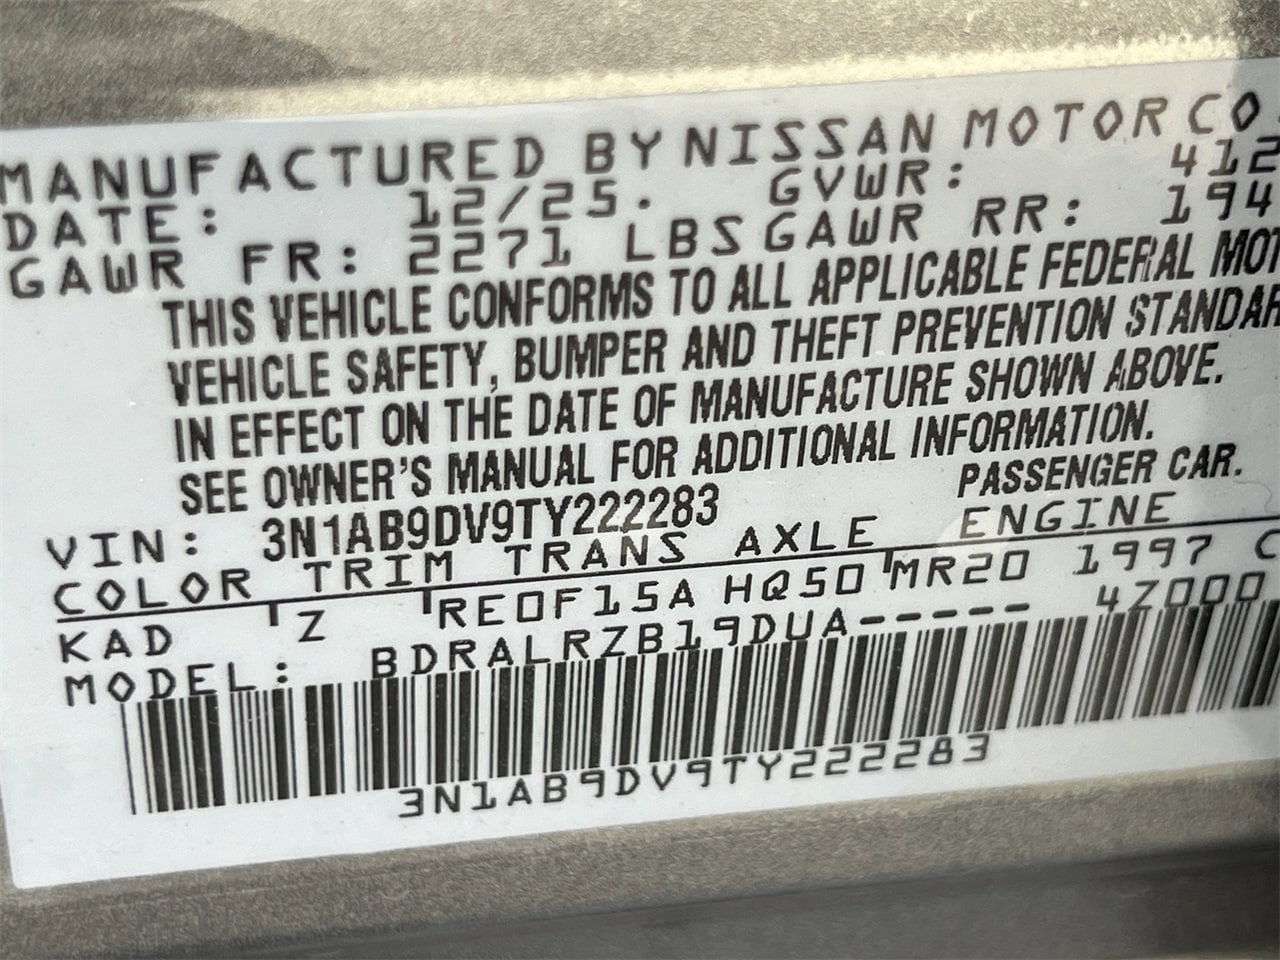 MANUFACTURED BY NISSAN MOTOR CO.
DATE: 12/25. GVWR: 412
GAWR FR: 2271 LBS GAWR RR: 194
THIS VEHICLE CONFORMS TO ALL APPLICABLE FEDERAL MOT
VEHICLE SAFETY, BUMPER AND THEFT PREVENTION STANDAR
IN EFFECT ON THE DATE OF MANUFACTURE SHOWN ABOVE.
SEE OWNER'S MANUAL FOR ADDITIONAL INFORMATION.
VIN: 3N1AB9DV9TY222283 PASSENGER CAR.
COLOR TRIM TRANS AXLE ENGINE
KAD Z RE0F15A HQ50 MR20 1997 C
MODEL: BDRALRZB19DUA----- 47000
3N1AB9DV9TY222283